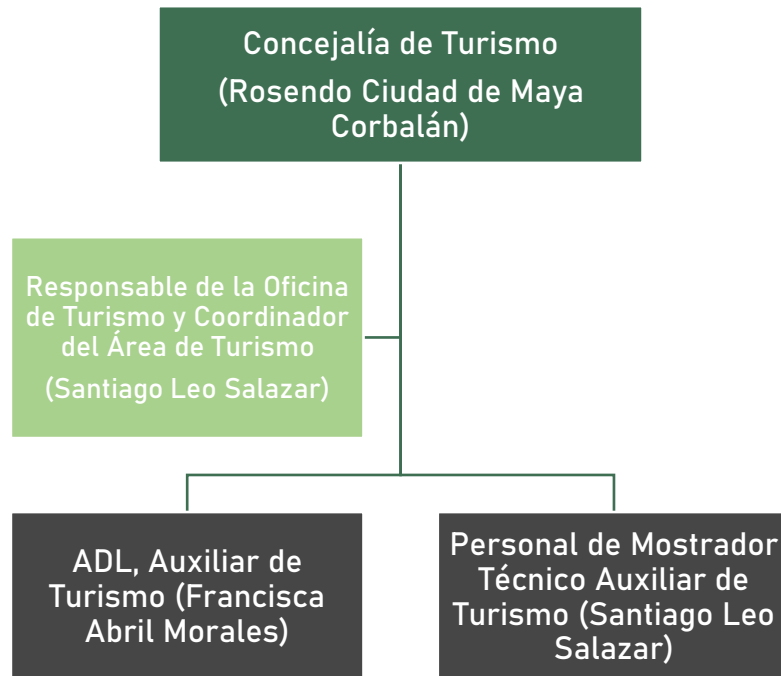 Concejalía de Turismo
(Rosendo Ciudad de Maya
Corbalán)
Responsable de la Oficina
de Turismo y Coordinador
del Área de Turismo
(Santiago Leo Salazar)
ADL, Auxiliar de
Turismo (Francisca
Abril Morales)
Personal de Mostrador
Técnico Auxiliar de
Turismo (Santiago Leo
Salazar)